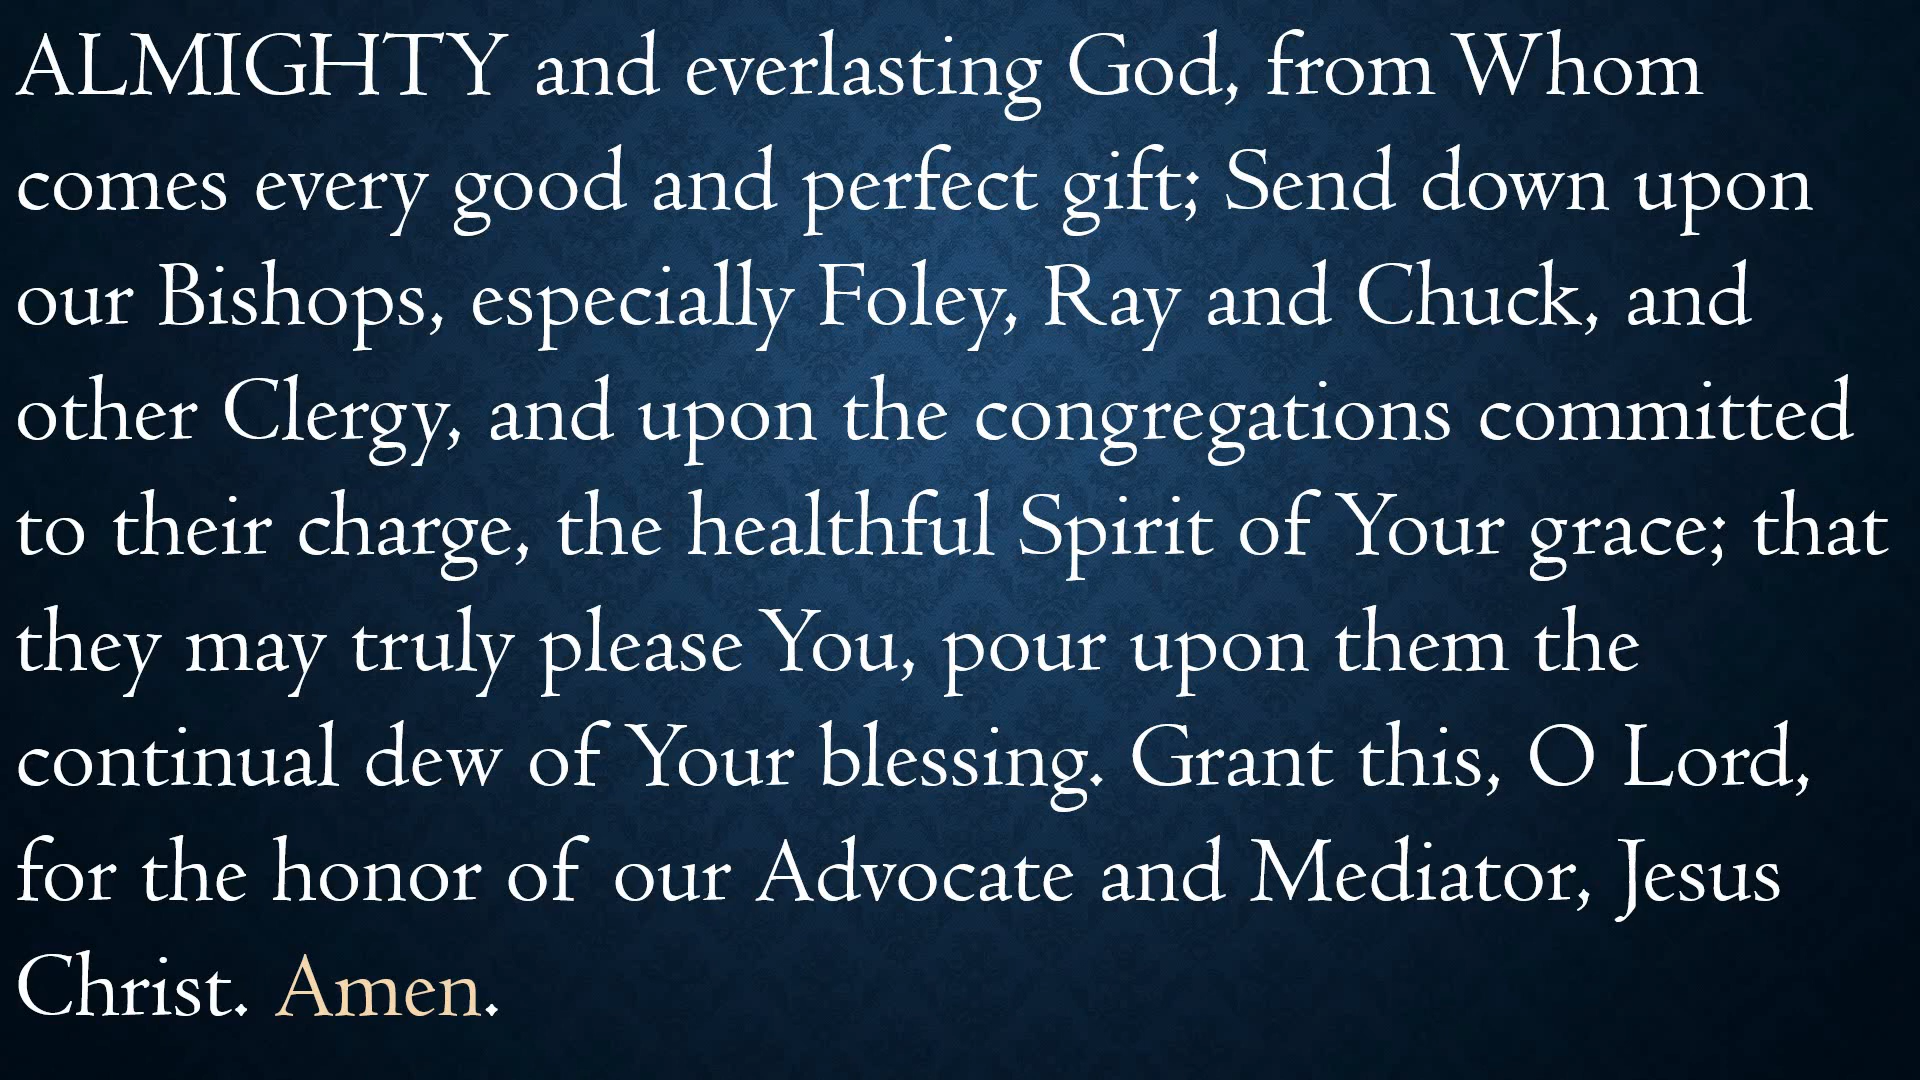 ALMIGHTY and everlasting God, from Whom
comes every good and perfect gift; Send down upon
our Bishops, especially Foley, Ray and Chuck, and
other Clergy, and upon the congregations committed
to their charge, the healthful Spirit of Your grace; that
they may truly please You, pour upon them the
continual dew of Your blessing. Grant this, O Lord,
for the honor of our Advocate and Mediator, Jesus
Christ. Amen.